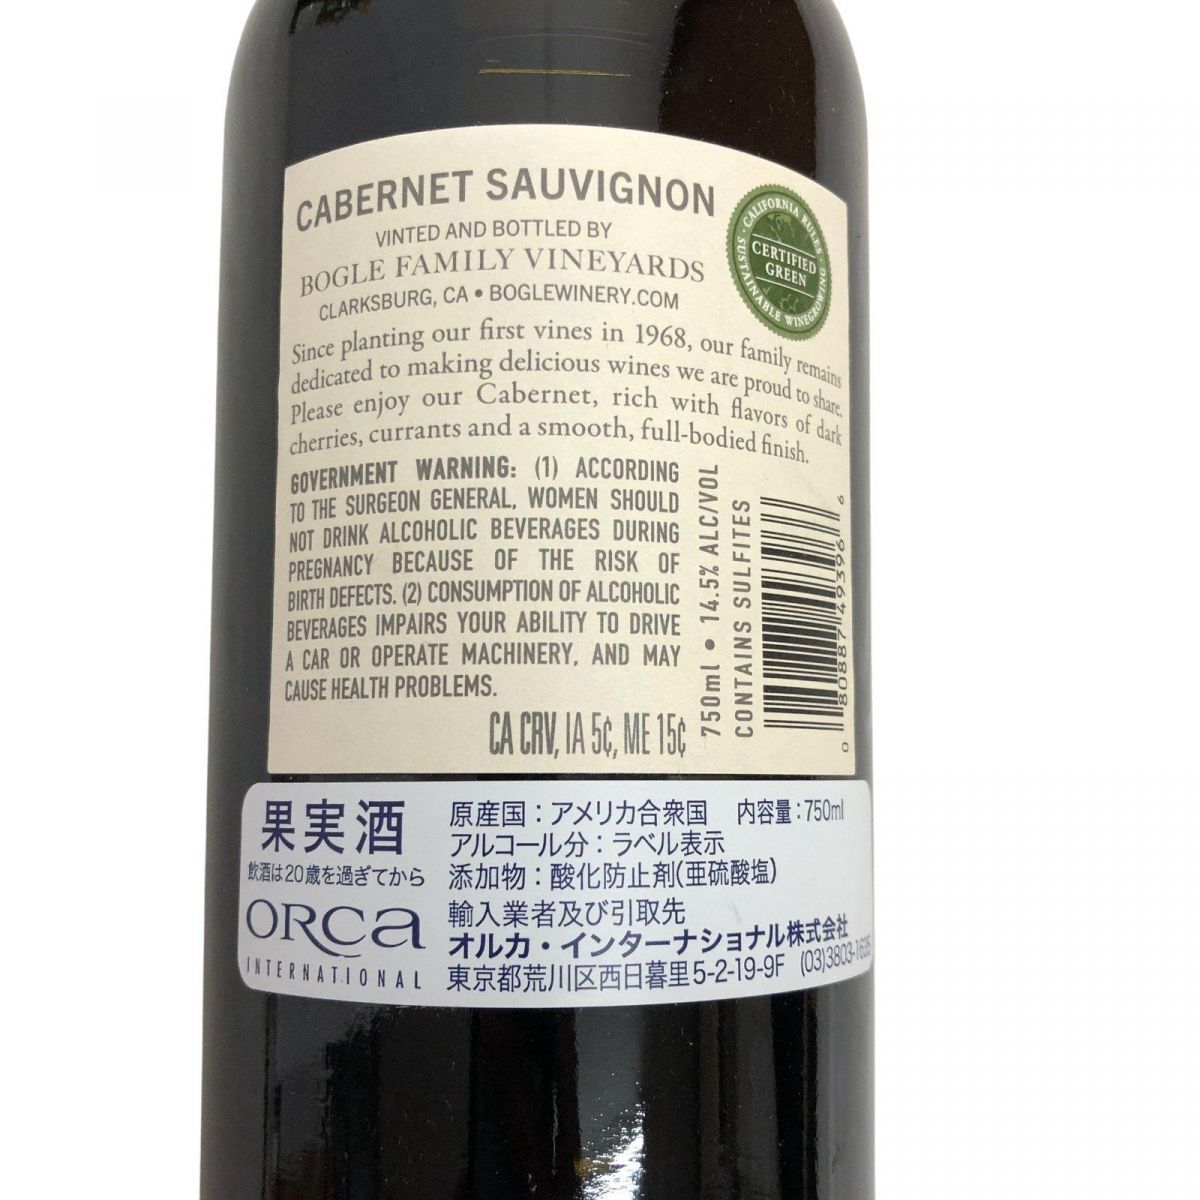 CABERNET SAUVIGNON
VINTED AND BOTTLED BY
BOGLE FAMILY VINEYARDS
CLARKSBURG, CA • BOGLEWINERY.COM
CALIFORNIA RULES
CERTIFIED
GREEN
SUSTAINABLE WINEGROWING
Since planting our first vines in 1968, our family remains
dedicated to making delicious wines we are proud to share.
Please enjoy our Cabernet, rich with flavors of dark
cherries, currants and a smooth, full-bodied finish.
GOVERNMENT WARNING: (1) ACCORDING
TO THE SURGEON GENERAL, WOMEN SHOULD
NOT DRINK ALCOHOLIC BEVERAGES DURING
PREGNANCY BECAUSE OF THE RISK OF
BIRTH DEFECTS. (2) CONSUMPTION OF ALCOHOLIC
BEVERAGES IMPAIRS YOUR ABILITY TO DRIVE
A CAR OR OPERATE MACHINERY, AND MAY
CAUSE HEALTH PROBLEMS.
CA CRV, IA 5¢, ME 15¢
750ml • 14.5% ALC/VOL
CONTAINS SULFITES
0 80887 49396 6
果実酒
飲酒は20歳を過ぎてから
ORCA
INTERNATIONAL
原産国：アメリカ合衆国 内容量：750ml
アルコール分：ラベル表示
添加物：酸化防止剤(亜硫酸塩)
輸入業者及び引取先
オルカ・インターナショナル株式会社
東京都荒川区西日暮里5-2-19-9F (03)3803-1635